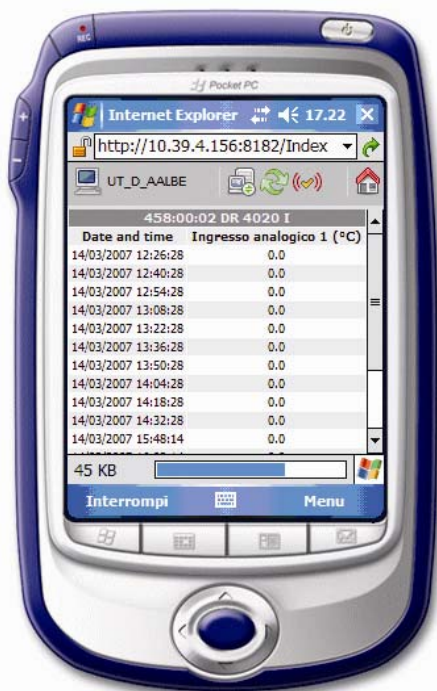 REC
Pocket PC
Internet Explorer 17.22
http://10.39.4.156:8182/Index
UT_D_AALBE
458:00:02 DR 4020 I
Date and time Ingresso analogico 1 (°C)
14/03/2007 12:26:28 0.0
14/03/2007 12:40:28 0.0
14/03/2007 12:54:28 0.0
14/03/2007 13:08:28 0.0
14/03/2007 13:22:28 0.0
14/03/2007 13:36:28 0.0
14/03/2007 13:50:28 0.0
14/03/2007 14:04:28 0.0
14/03/2007 14:18:28 0.0
14/03/2007 14:32:28 0.0
14/03/2007 15:48:14 0.0
45 KB
Interrompi Menu